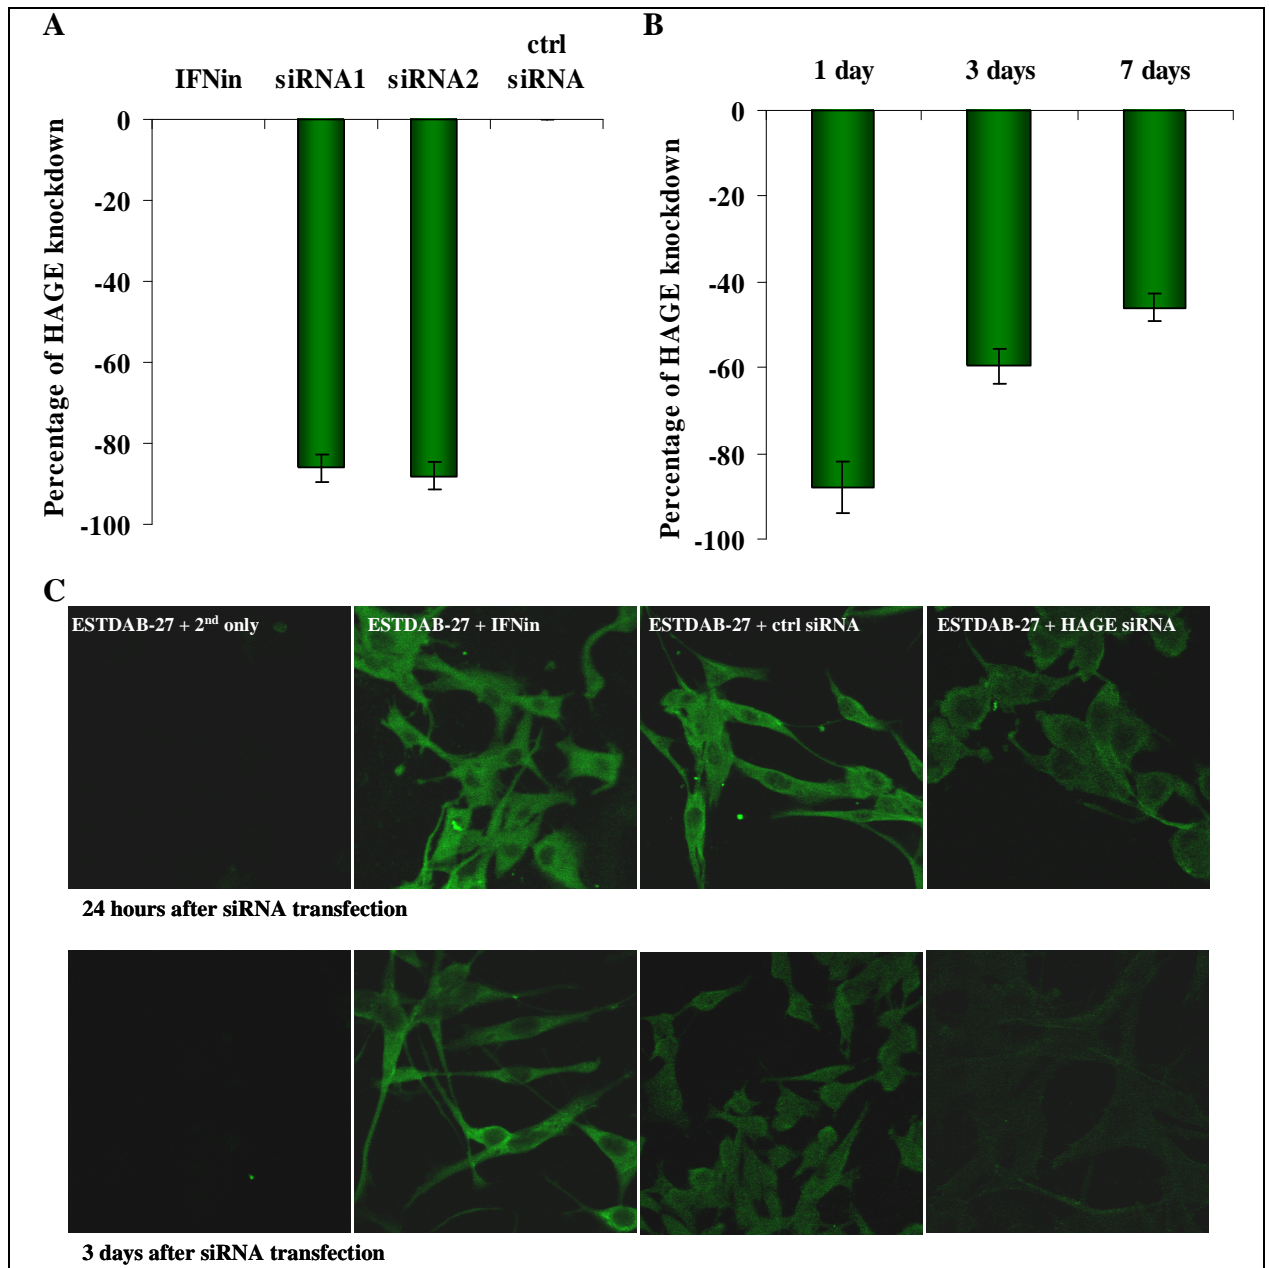 A
IFNin siRNA1 siRNA2 ctrl siRNA
Percentage of HAGE knockdown
0
-20
-40
-60
-80
-100
B
1 day 3 days 7 days
Percentage of HAGE knockdown
0
-20
-40
-60
-80
-100
C
ESTDAB-27 + 2nd only
ESTDAB-27 + IFNin
ESTDAB-27 + ctrl siRNA
ESTDAB-27 + HAGE siRNA
24 hours after siRNA transfection
3 days after siRNA transfection